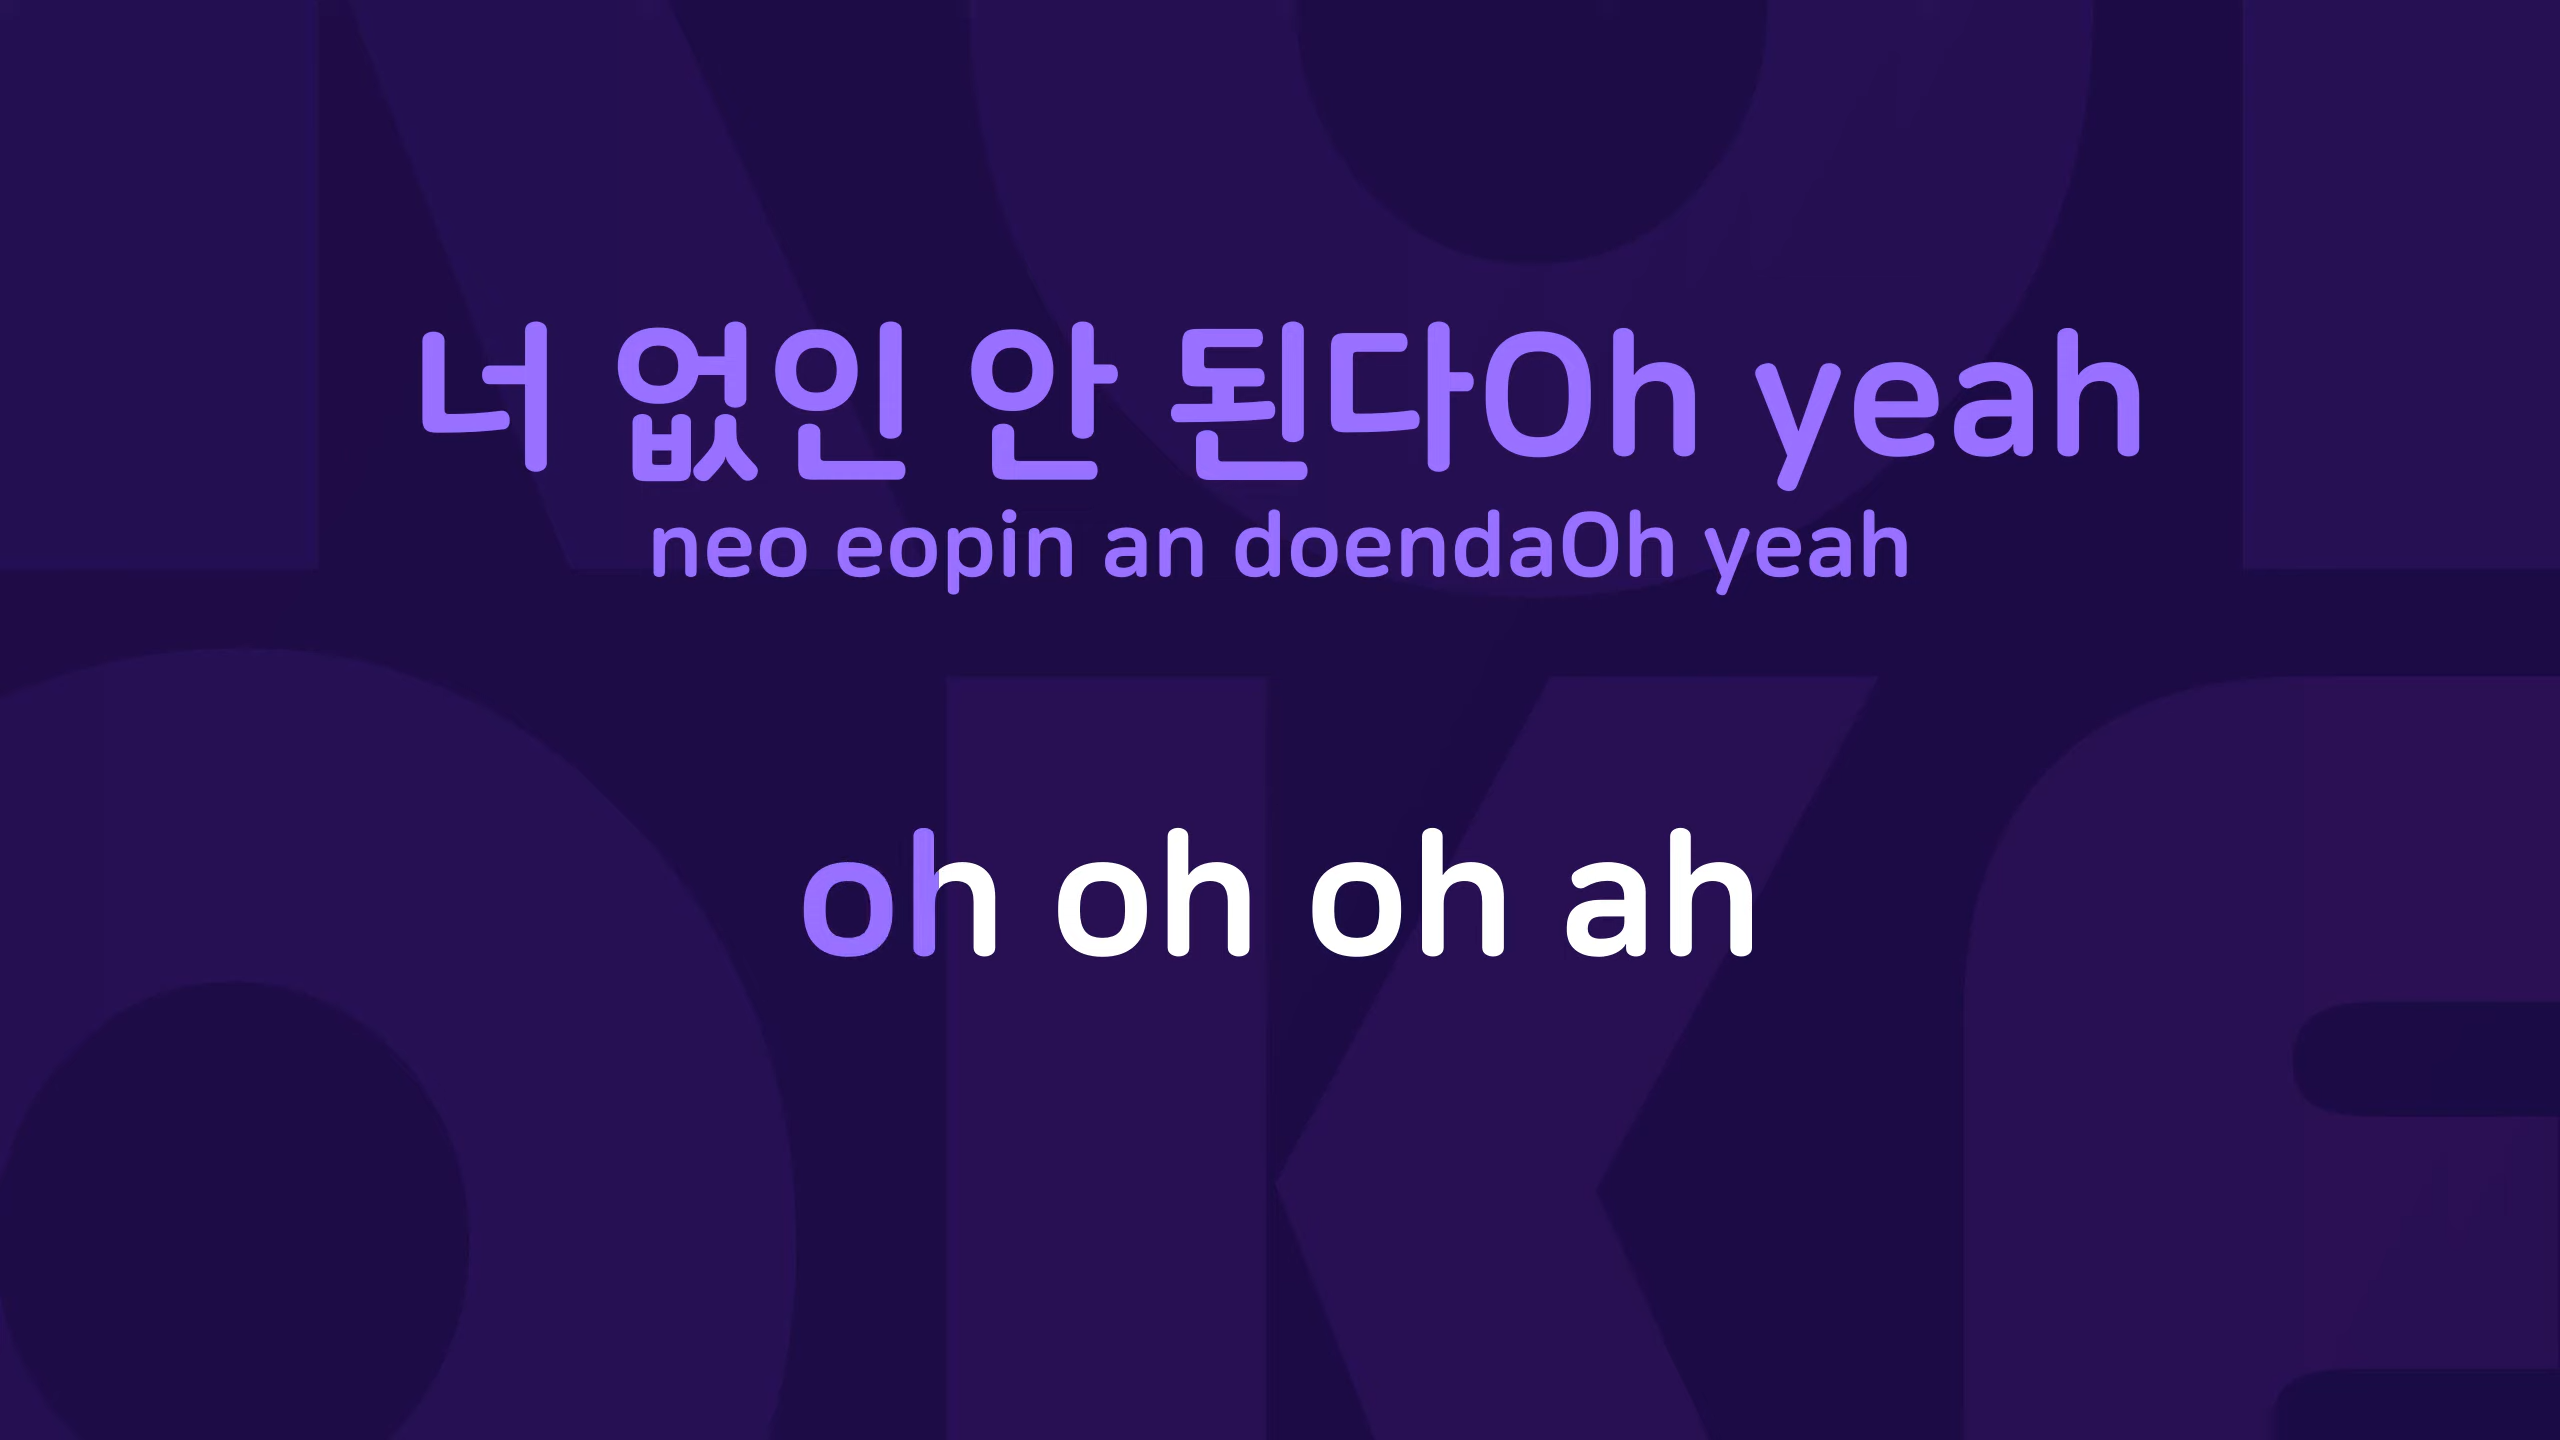 너 없인 안 된다Oh yeah
neo eopin an doendaOh yeah
oh oh oh ah